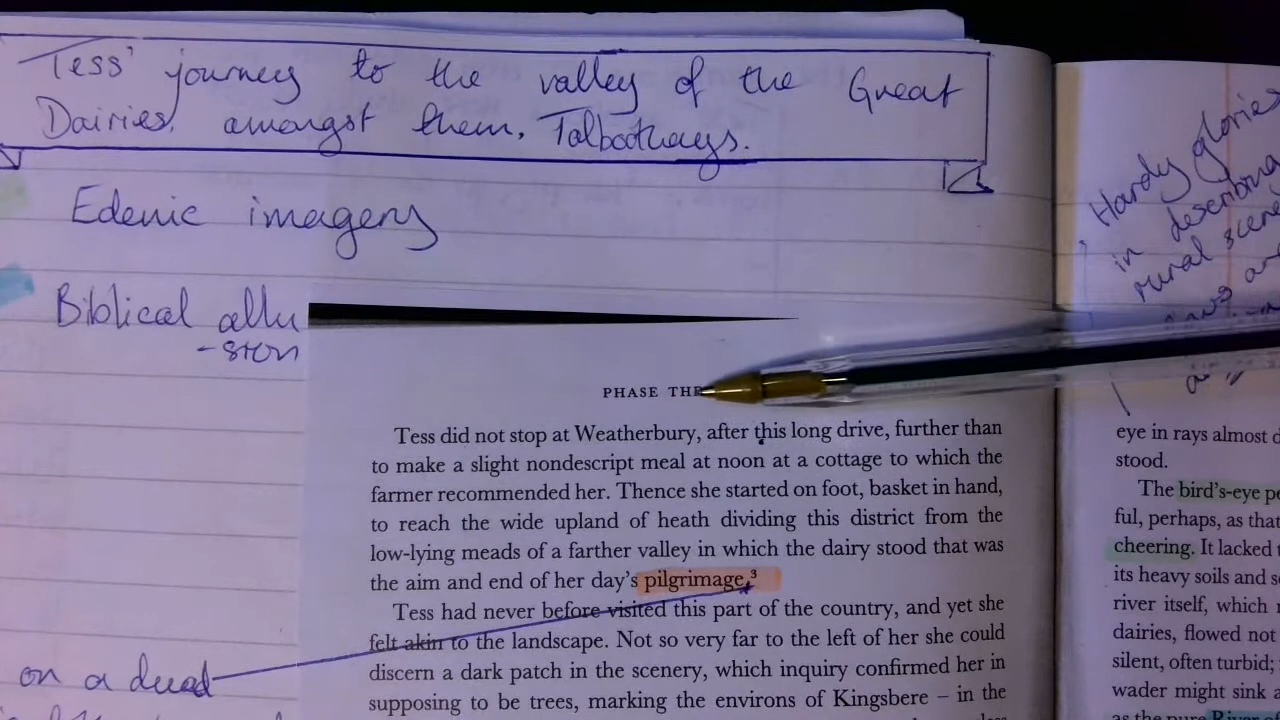 Tess' journey to the valley of the Great
Dairies, amongst them, Talbothays.
Edenic imagery
Biblical allu
-sion
PHASE THE
Tess did not stop at Weatherbury, after this long drive, further than
to make a slight nondescript meal at noon at a cottage to which the
farmer recommended her. Thence she started on foot, basket in hand,
to reach the wide upland of heath dividing this district from the
low-lying meads of a farther valley in which the dairy stood that was
the aim and end of her day's pilgrimage.³
Tess had never before visited this part of the country, and yet she
felt akin to the landscape. Not so very far to the left of her she could
discern a dark patch in the scenery, which inquiry confirmed her in
supposing to be trees, marking the environs of Kingsbere – in the
on a dead
Hardy glories
in describing
rural scene
eye in rays almost d
stood.
The bird's-eye pe
ful, perhaps, as that
cheering. It lacked
its heavy soils and s
river itself, which
dairies, flowed not
silent, often turbid;
wader might sink a
as the pure River of